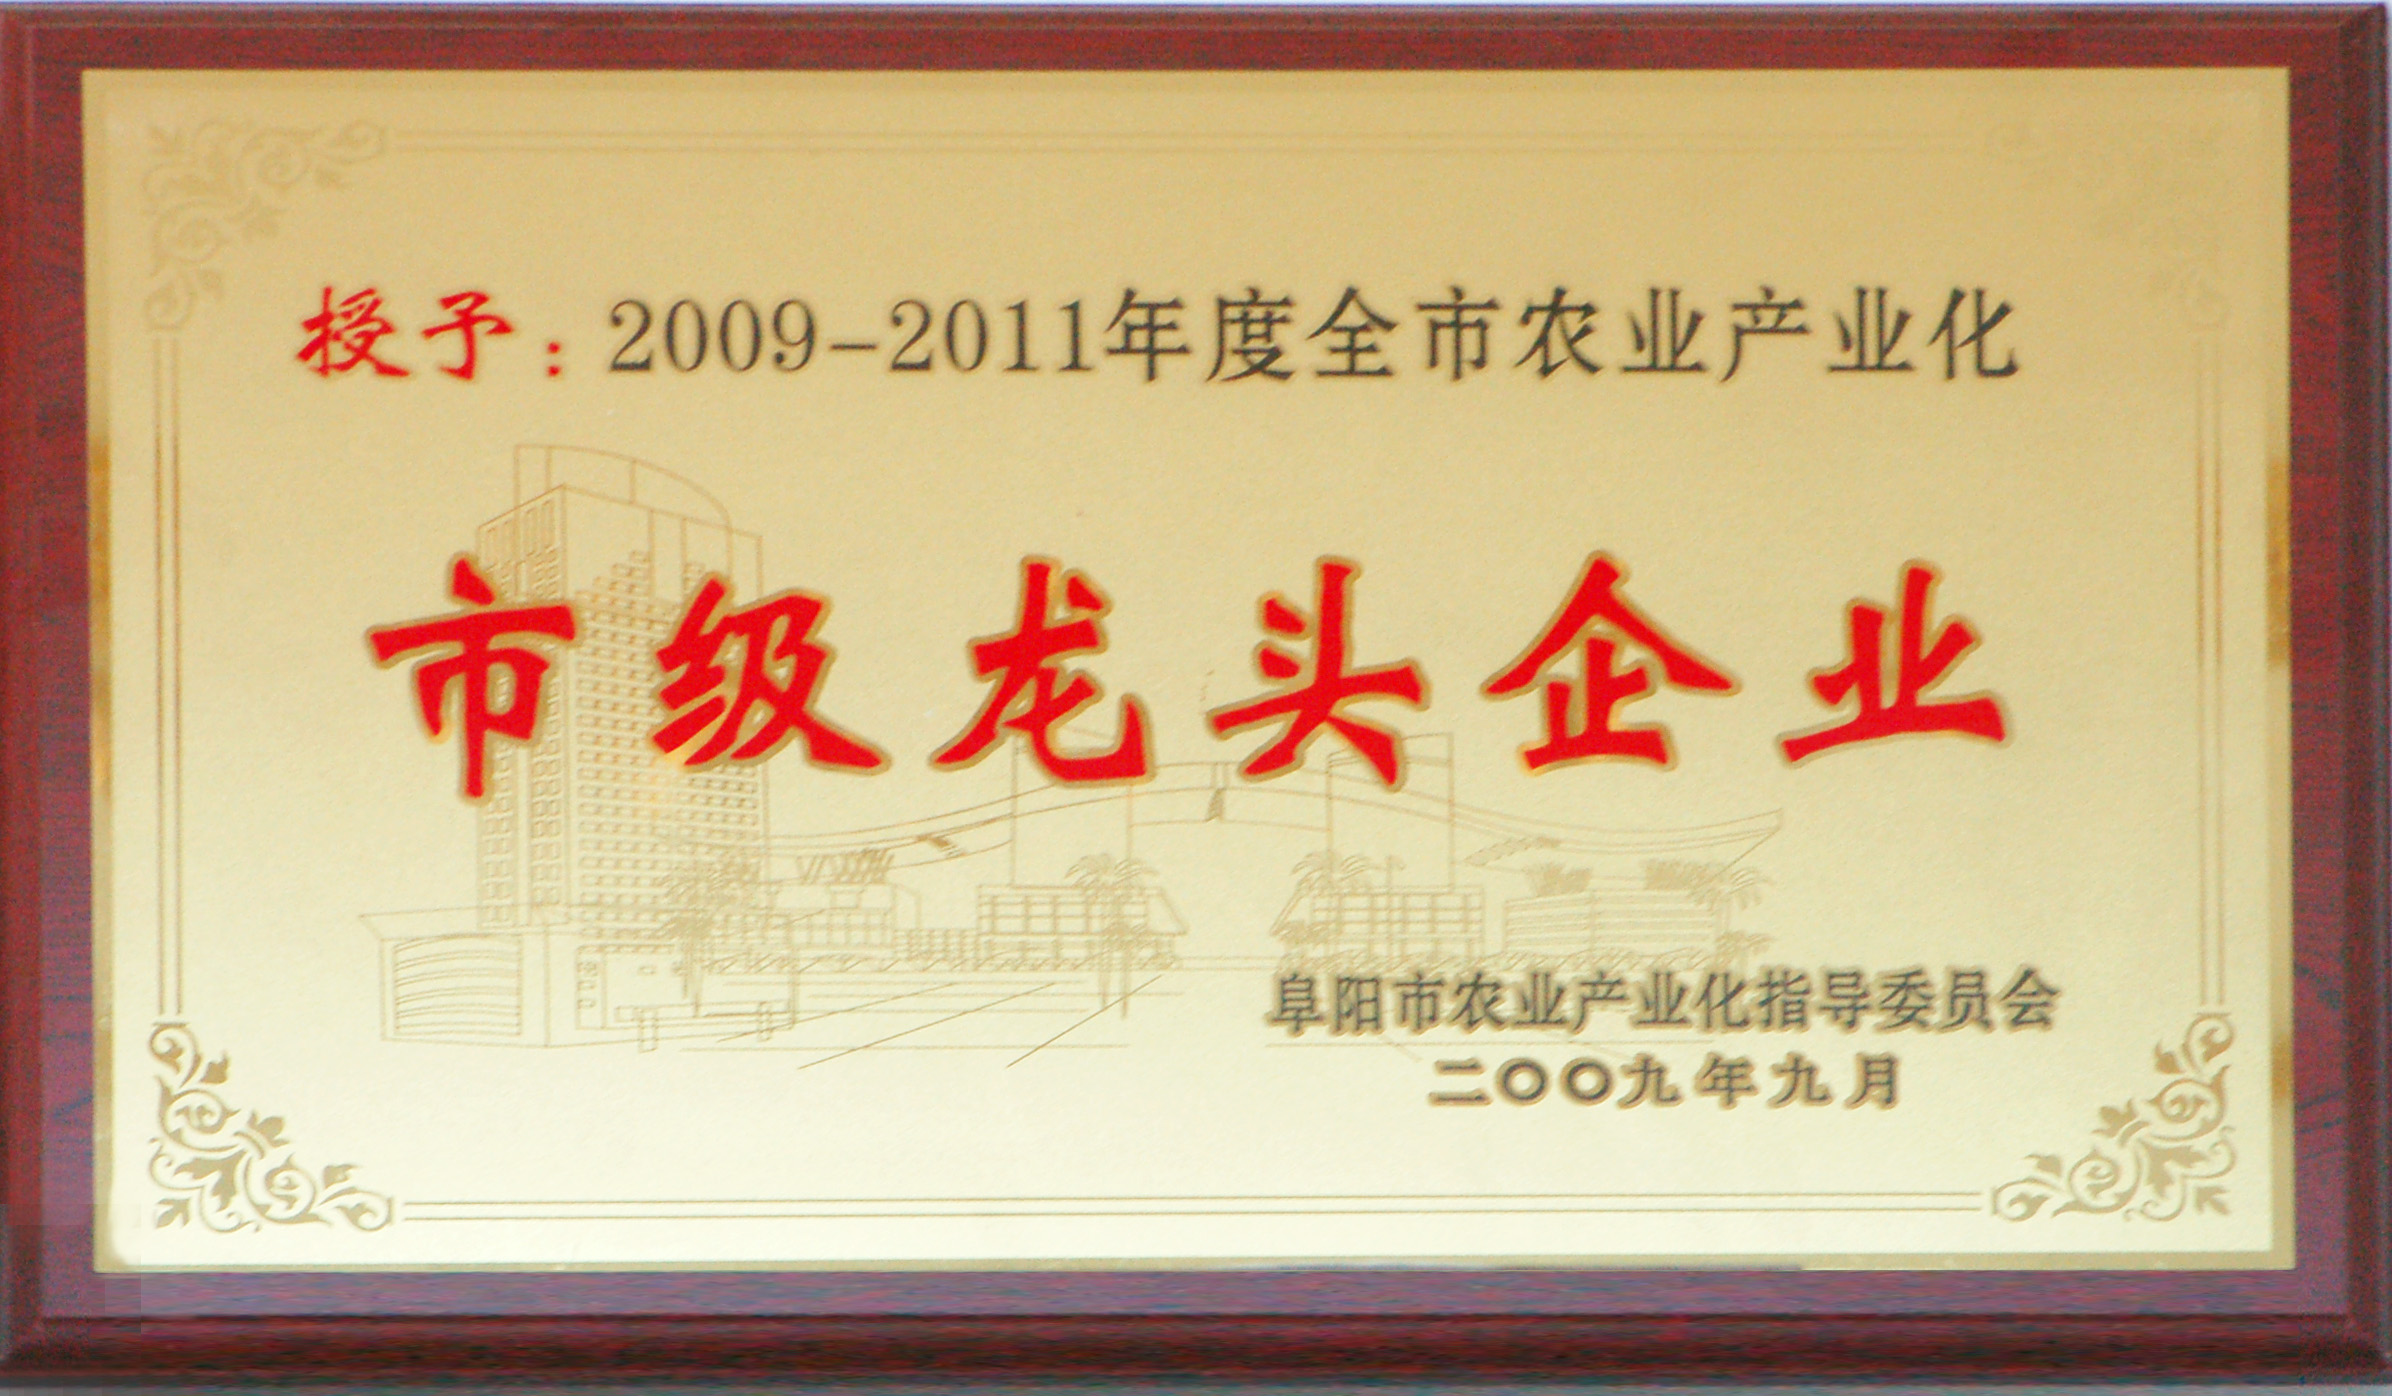 授予：2009-2011年度全市农业产业化
市级龙头企业
阜阳市农业产业化指导委员会
二〇〇九年九月